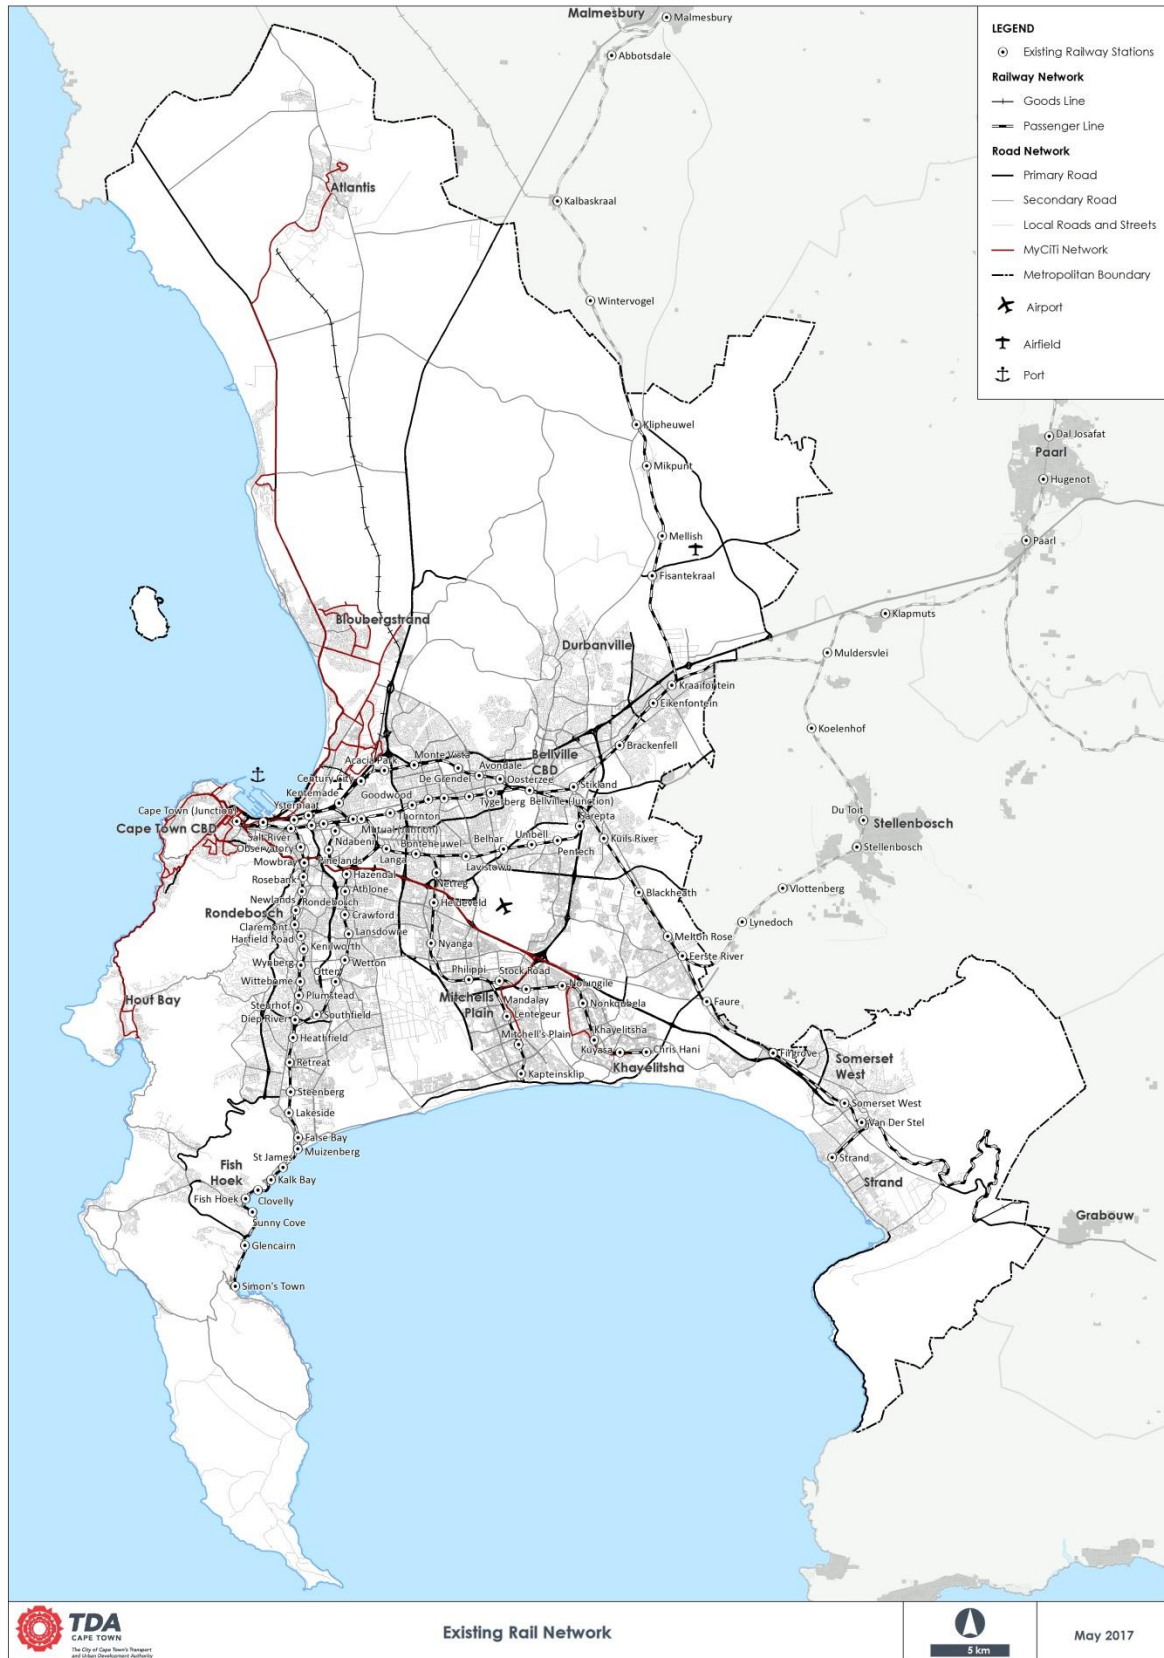 Malmesbury
Malmesbury
Abbotsdale
LEGEND
Existing Railway Stations
Railway Network
Goods Line
Passenger Line
Road Network
Primary Road
Secondary Road
Local Roads and Streets
MyCiTi Network
Metropolitan Boundary
Airport
Airfield
Port
Atlantis
Kalbaskraal
Wintervogel
Klipheuwel
Mikpunt
Dal Josafat
Paarl
Hugenot
Mellish
Paarl
Fisantekraal
Klapmuts
Bloubergstrand
Durbanville
Muldersvlei
Kraaifontein
Eikenfontein
Koelenhof
Brackenfell
Monte Vista
Bellville
CBD
Acacia Park
Avondale
De Grendel
Oosterzee
Century City
Stikland
Kentemade
Goodwood
Tygerberg
Bellville (Junction)
Du Toit
Cape Town (Junction)
Ysterplaat
Thornton
Sarepta
Stellenbosch
Cape Town CBD
Salt River
Mutual (Junction)
Unibell
Kuils River
Observatory
Ndabeni
Belhar
Stellenbosch
Mowbray
Pinelands
Langa
Bonteheuwel
Lavistown
Pentech
Rosebank
Hazendal
Netreg
Vlottenberg
Newlands
Athlone
Blackheath
Rondebosch
Rondebosch
Heideveld
Crawford
Lynedoch
Claremont
Lansdowne
Harfield Road
Melton Rose
Kenilworth
Nyanga
Eerste River
Wynberg
Wetton
Ottery
Philippi
Stock Road
Wittebome
Nolungile
Hout Bay
Plumstead
Mitchells
Plain
Mandalay
Nonkqubela
Faure
Steurhof
Southfield
Lentegeur
Diep River
Mitchell's Plain
Khayelitsha
Heathfield
Kuyasa
Chris Hani
Firgrove
Somerset
West
Retreat
Kapteinsklip
Khayelitsha
Steenberg
Somerset West
Lakeside
Van Der Stel
False Bay
Muizenberg
Strand
St James
Fish
Hoek
Kalk Bay
Strand
Fish Hoek
Clovelly
Sunny Cove
Grabouw
Glencairn
Simon's Town
TDA
CAPE TOWN
The City of Cape Town's Transport
and Urban Development Authority
Existing Rail Network
5 km
May 2017